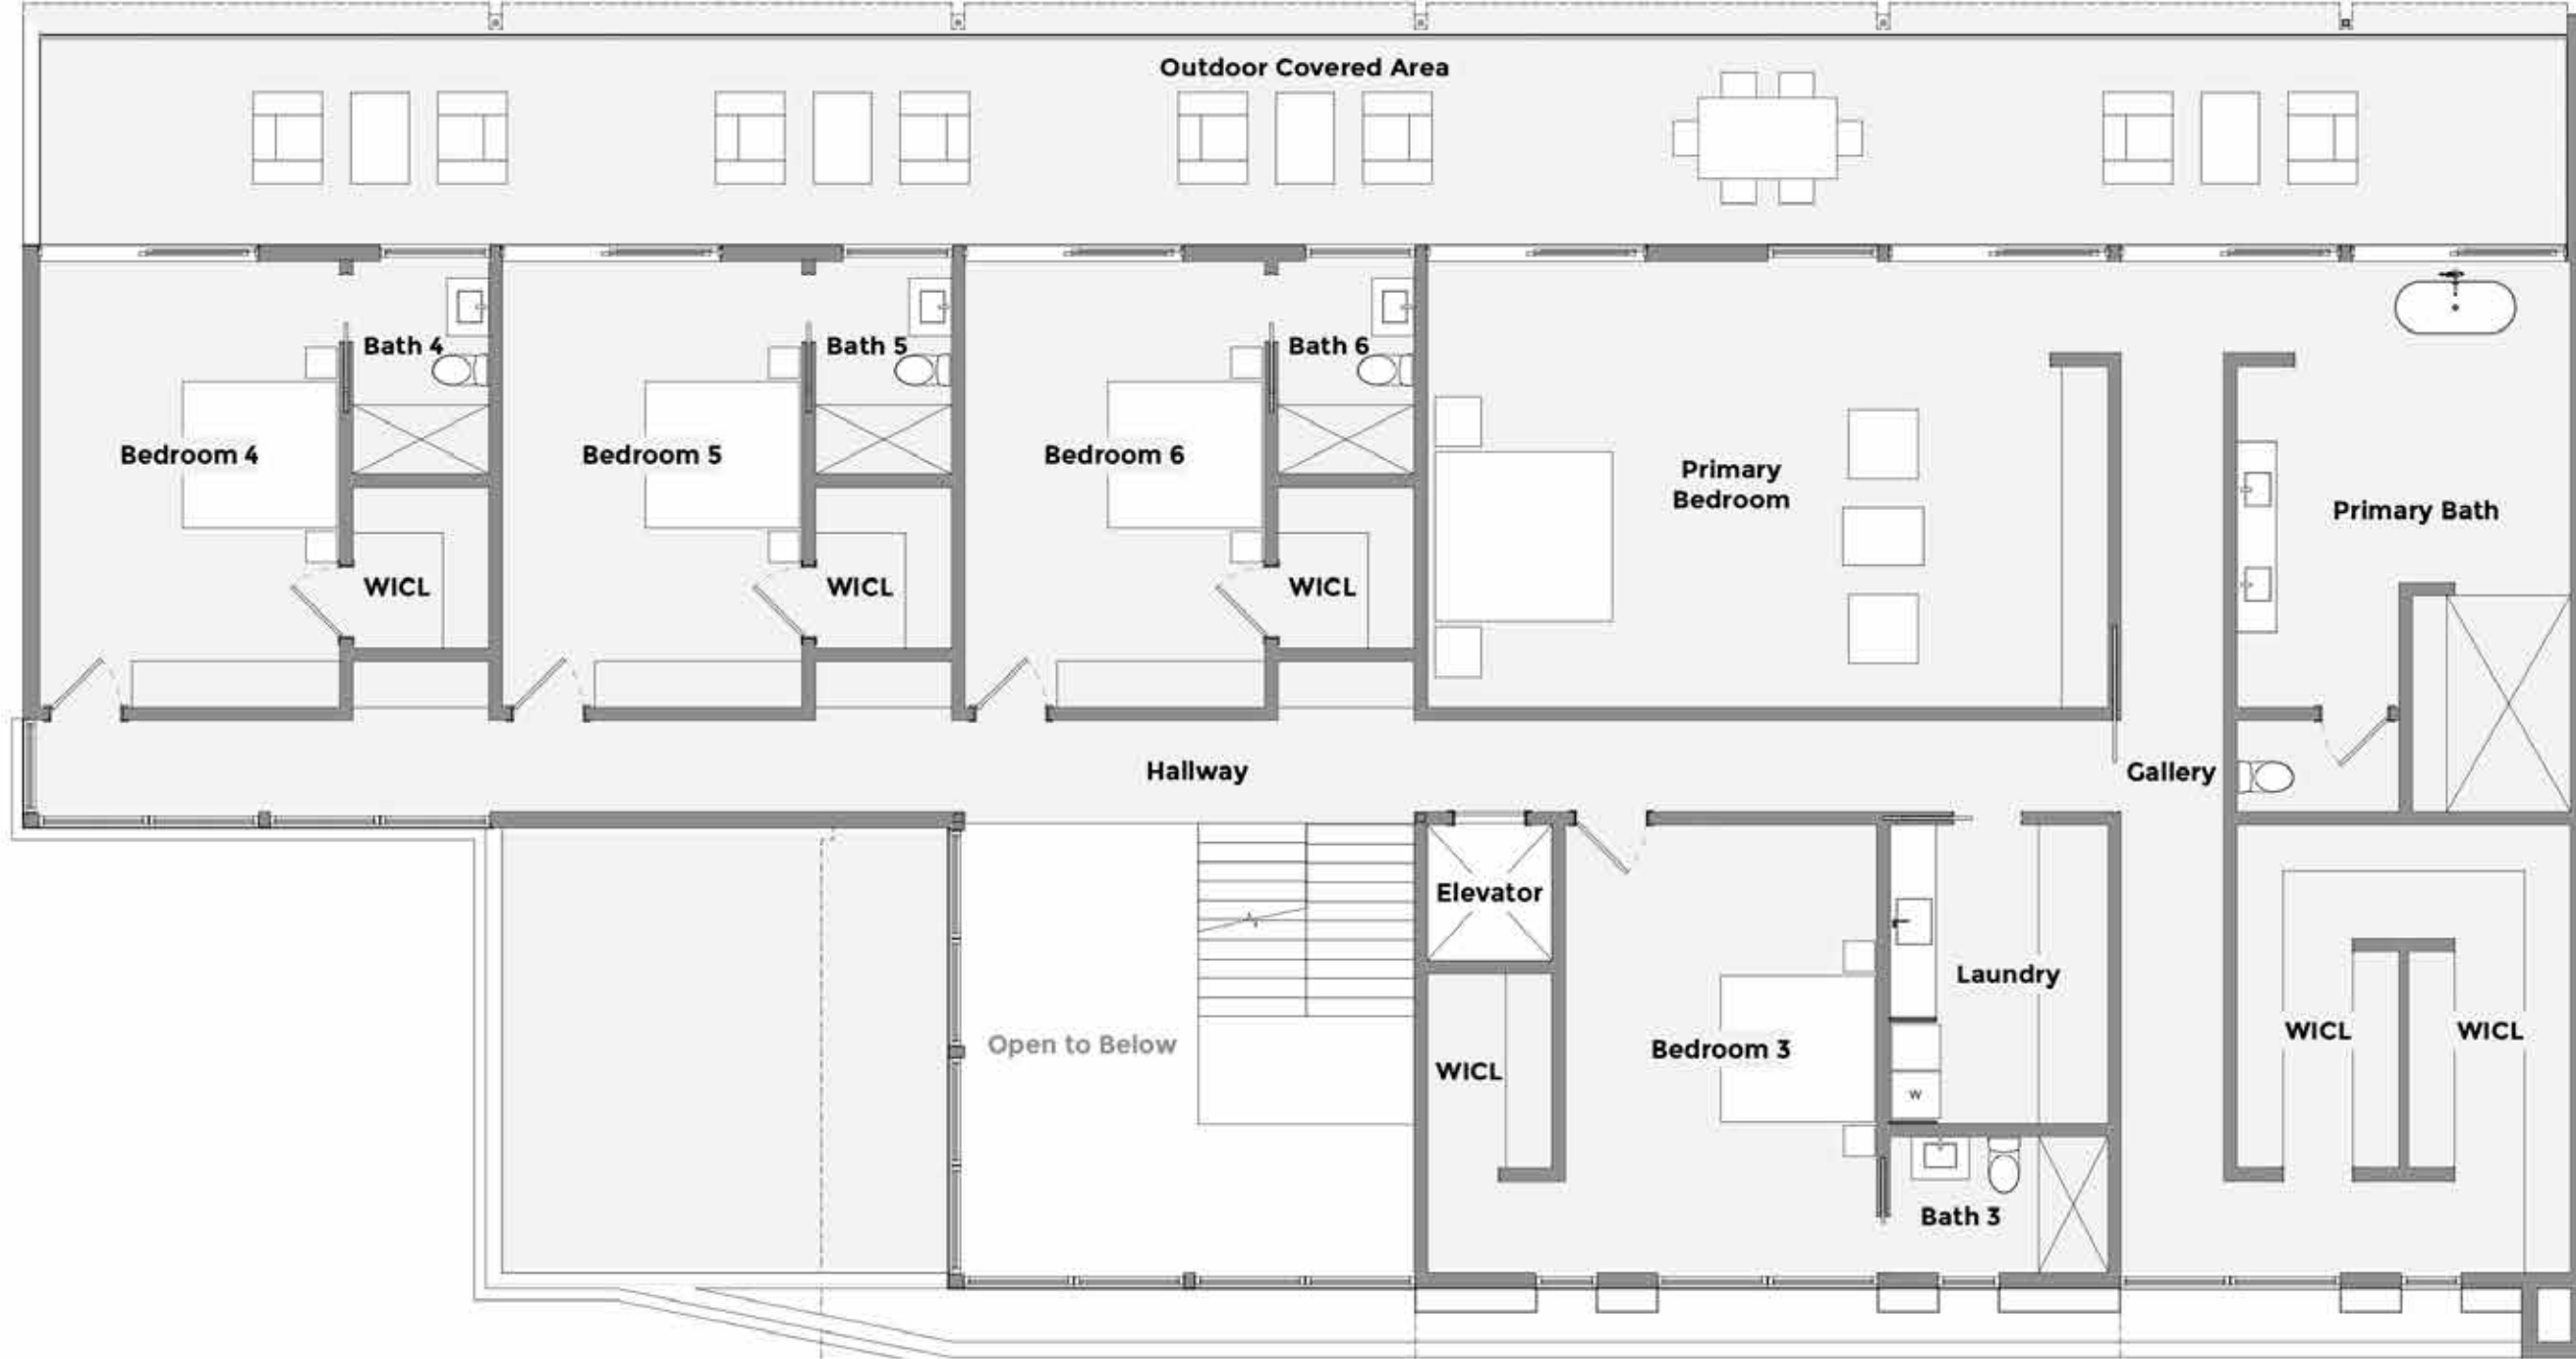 Outdoor Covered Area
Bath 4
Bath 5
Bath 6
Bedroom 4
Bedroom 5
Bedroom 6
Primary
Bedroom
Primary Bath
WICL
WICL
WICL
Hallway
Gallery
Elevator
Laundry
Open to Below
WICL
Bedroom 3
WICL
WICL
W
Bath 3